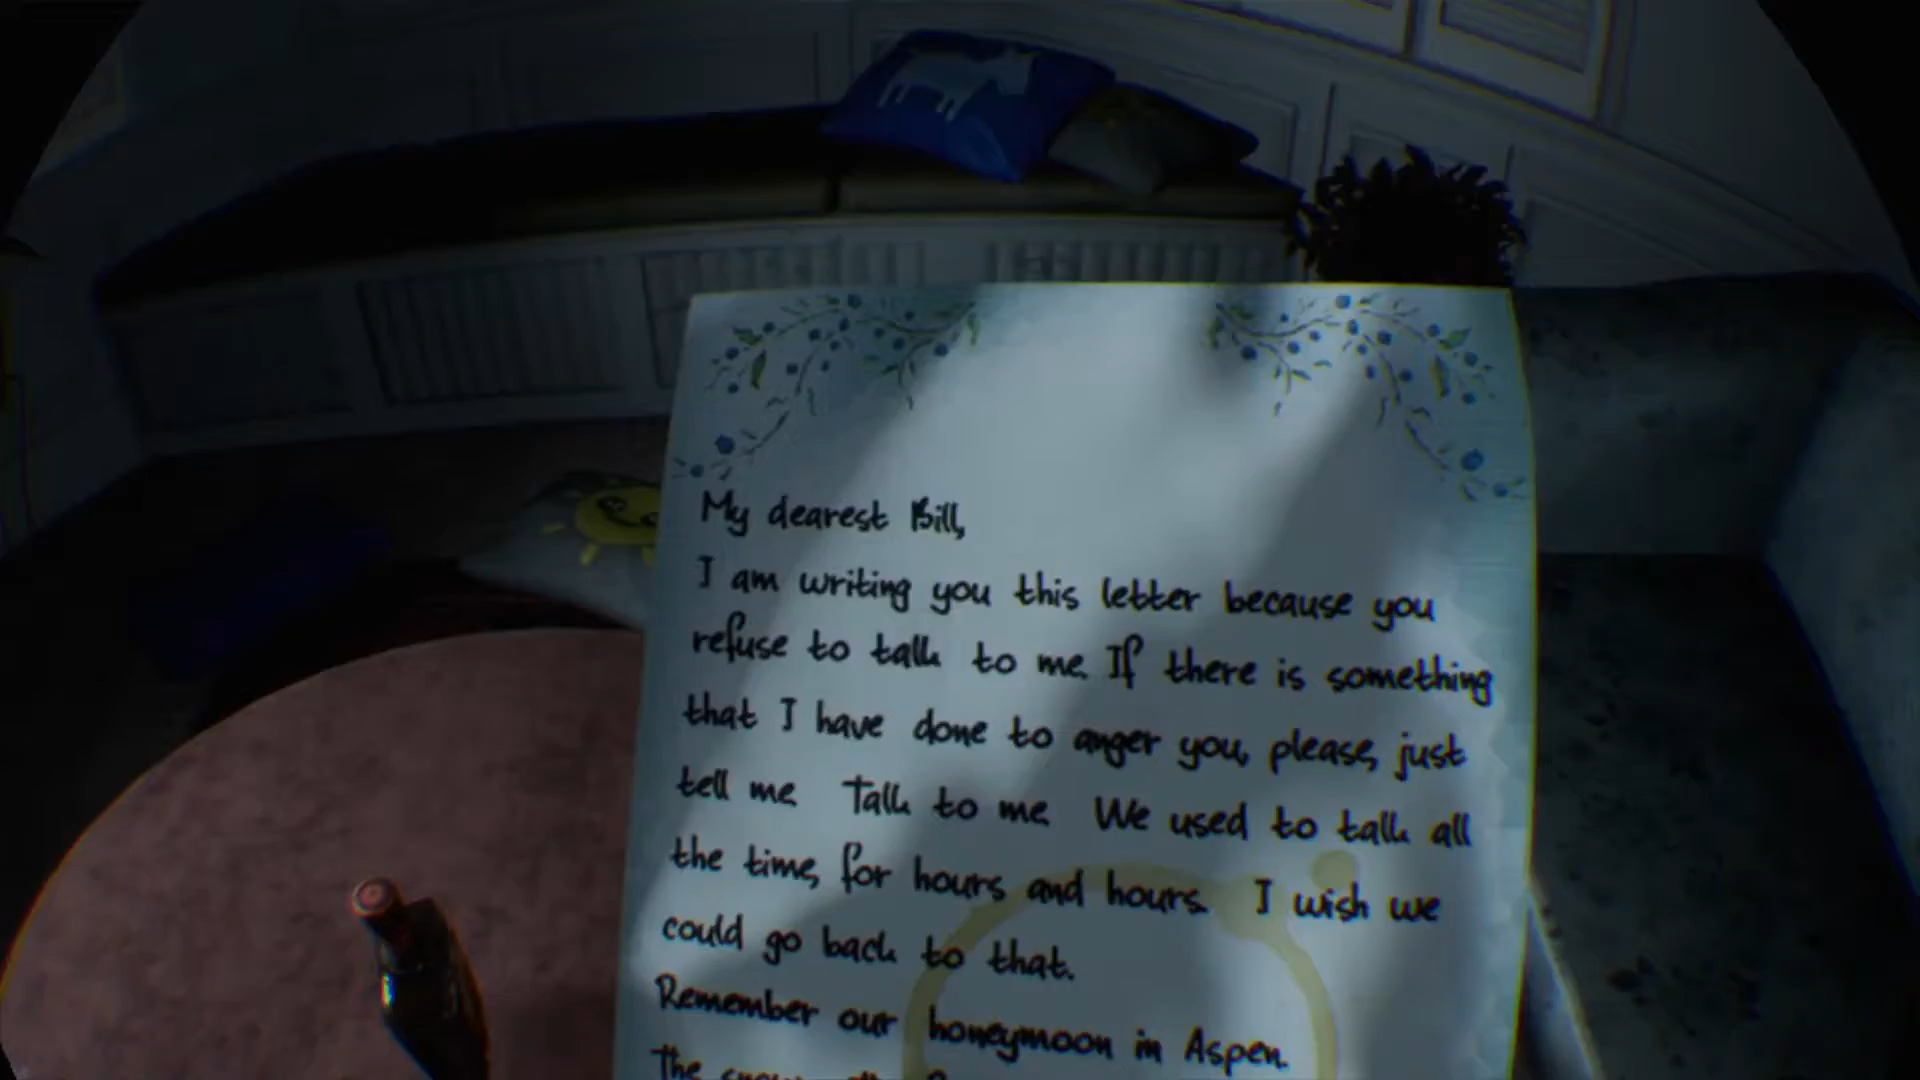 My dearest Bill,
I am writing you this letter because you
refuse to talk to me. If there is something
that I have done to anger you, please, just
tell me. Talk to me. We used to talk all
the time, for hours and hours. I wish we
could go back to that.
Remember our honeymoon in Aspen.
The